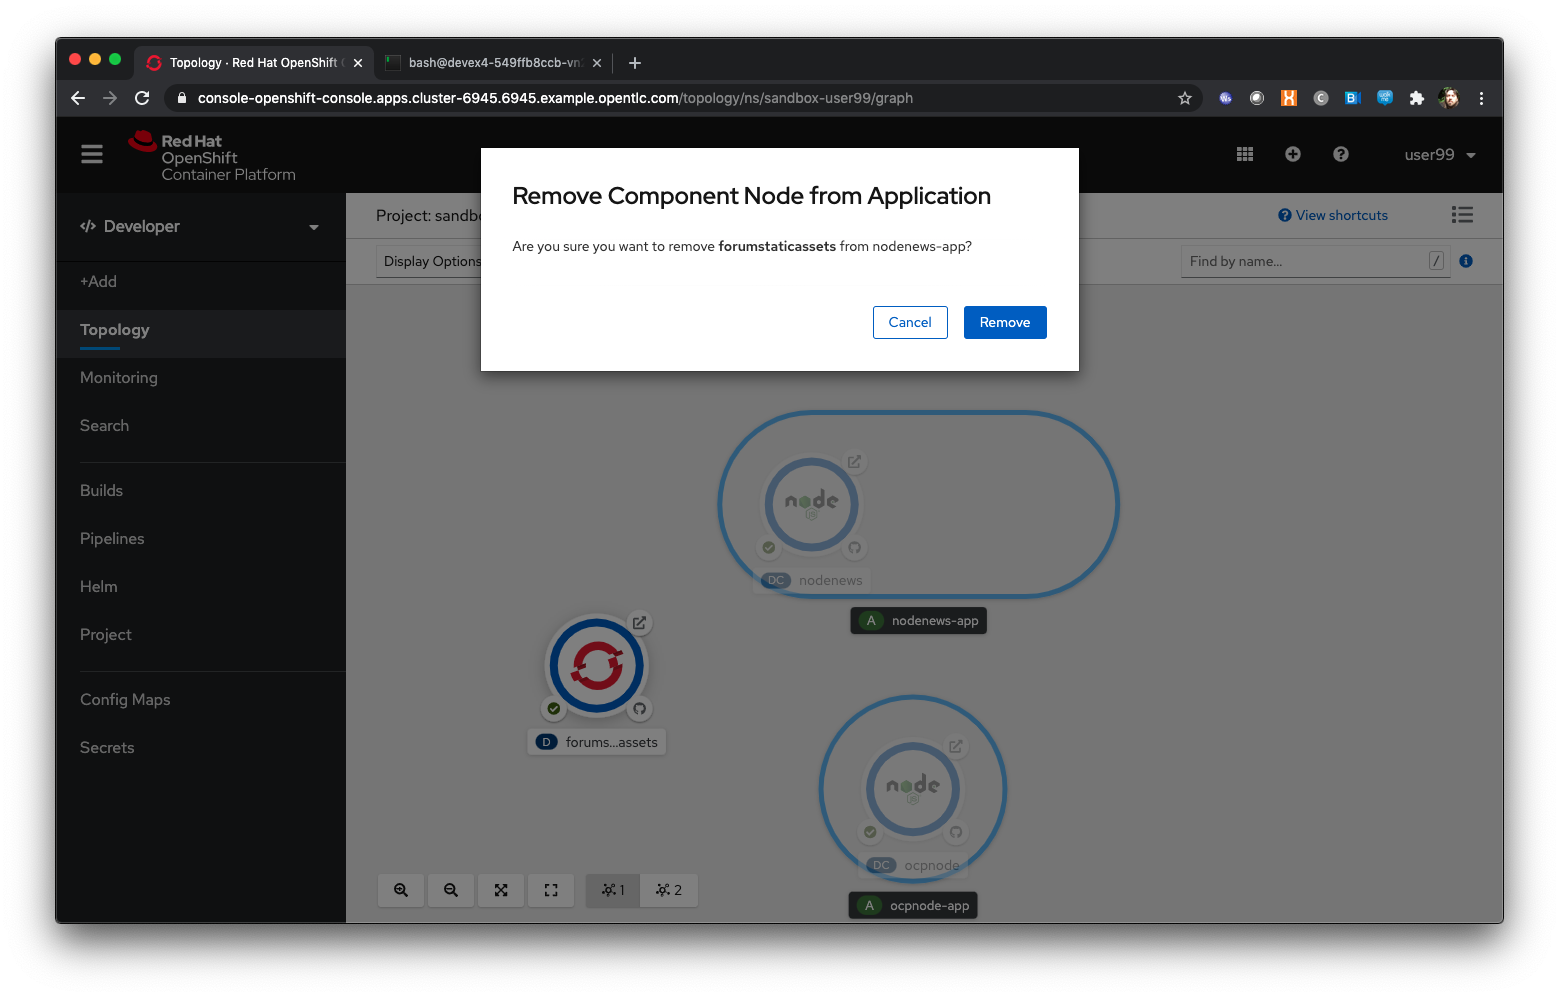 Topology · Red Hat OpenShift
bash@devex4-549ffb8ccb-vn
console-openshift-console.apps.cluster-6945.6945.example.opentlc.com/topology/ns/sandbox-user99/graph
Red Hat
OpenShift
Container Platform
user99
Developer
+Add
Topology
Monitoring
Search
Builds
Pipelines
Helm
Project
Config Maps
Secrets
Project: sandb
View shortcuts
Display Options
Find by name...
/
Remove Component Node from Application
Are you sure you want to remove forumstaticassets from nodenews-app?
Cancel
Remove
node
DC nodenews
A nodenews-app
D forums...assets
node
DC ocpnode
A ocpnode-app
1
2